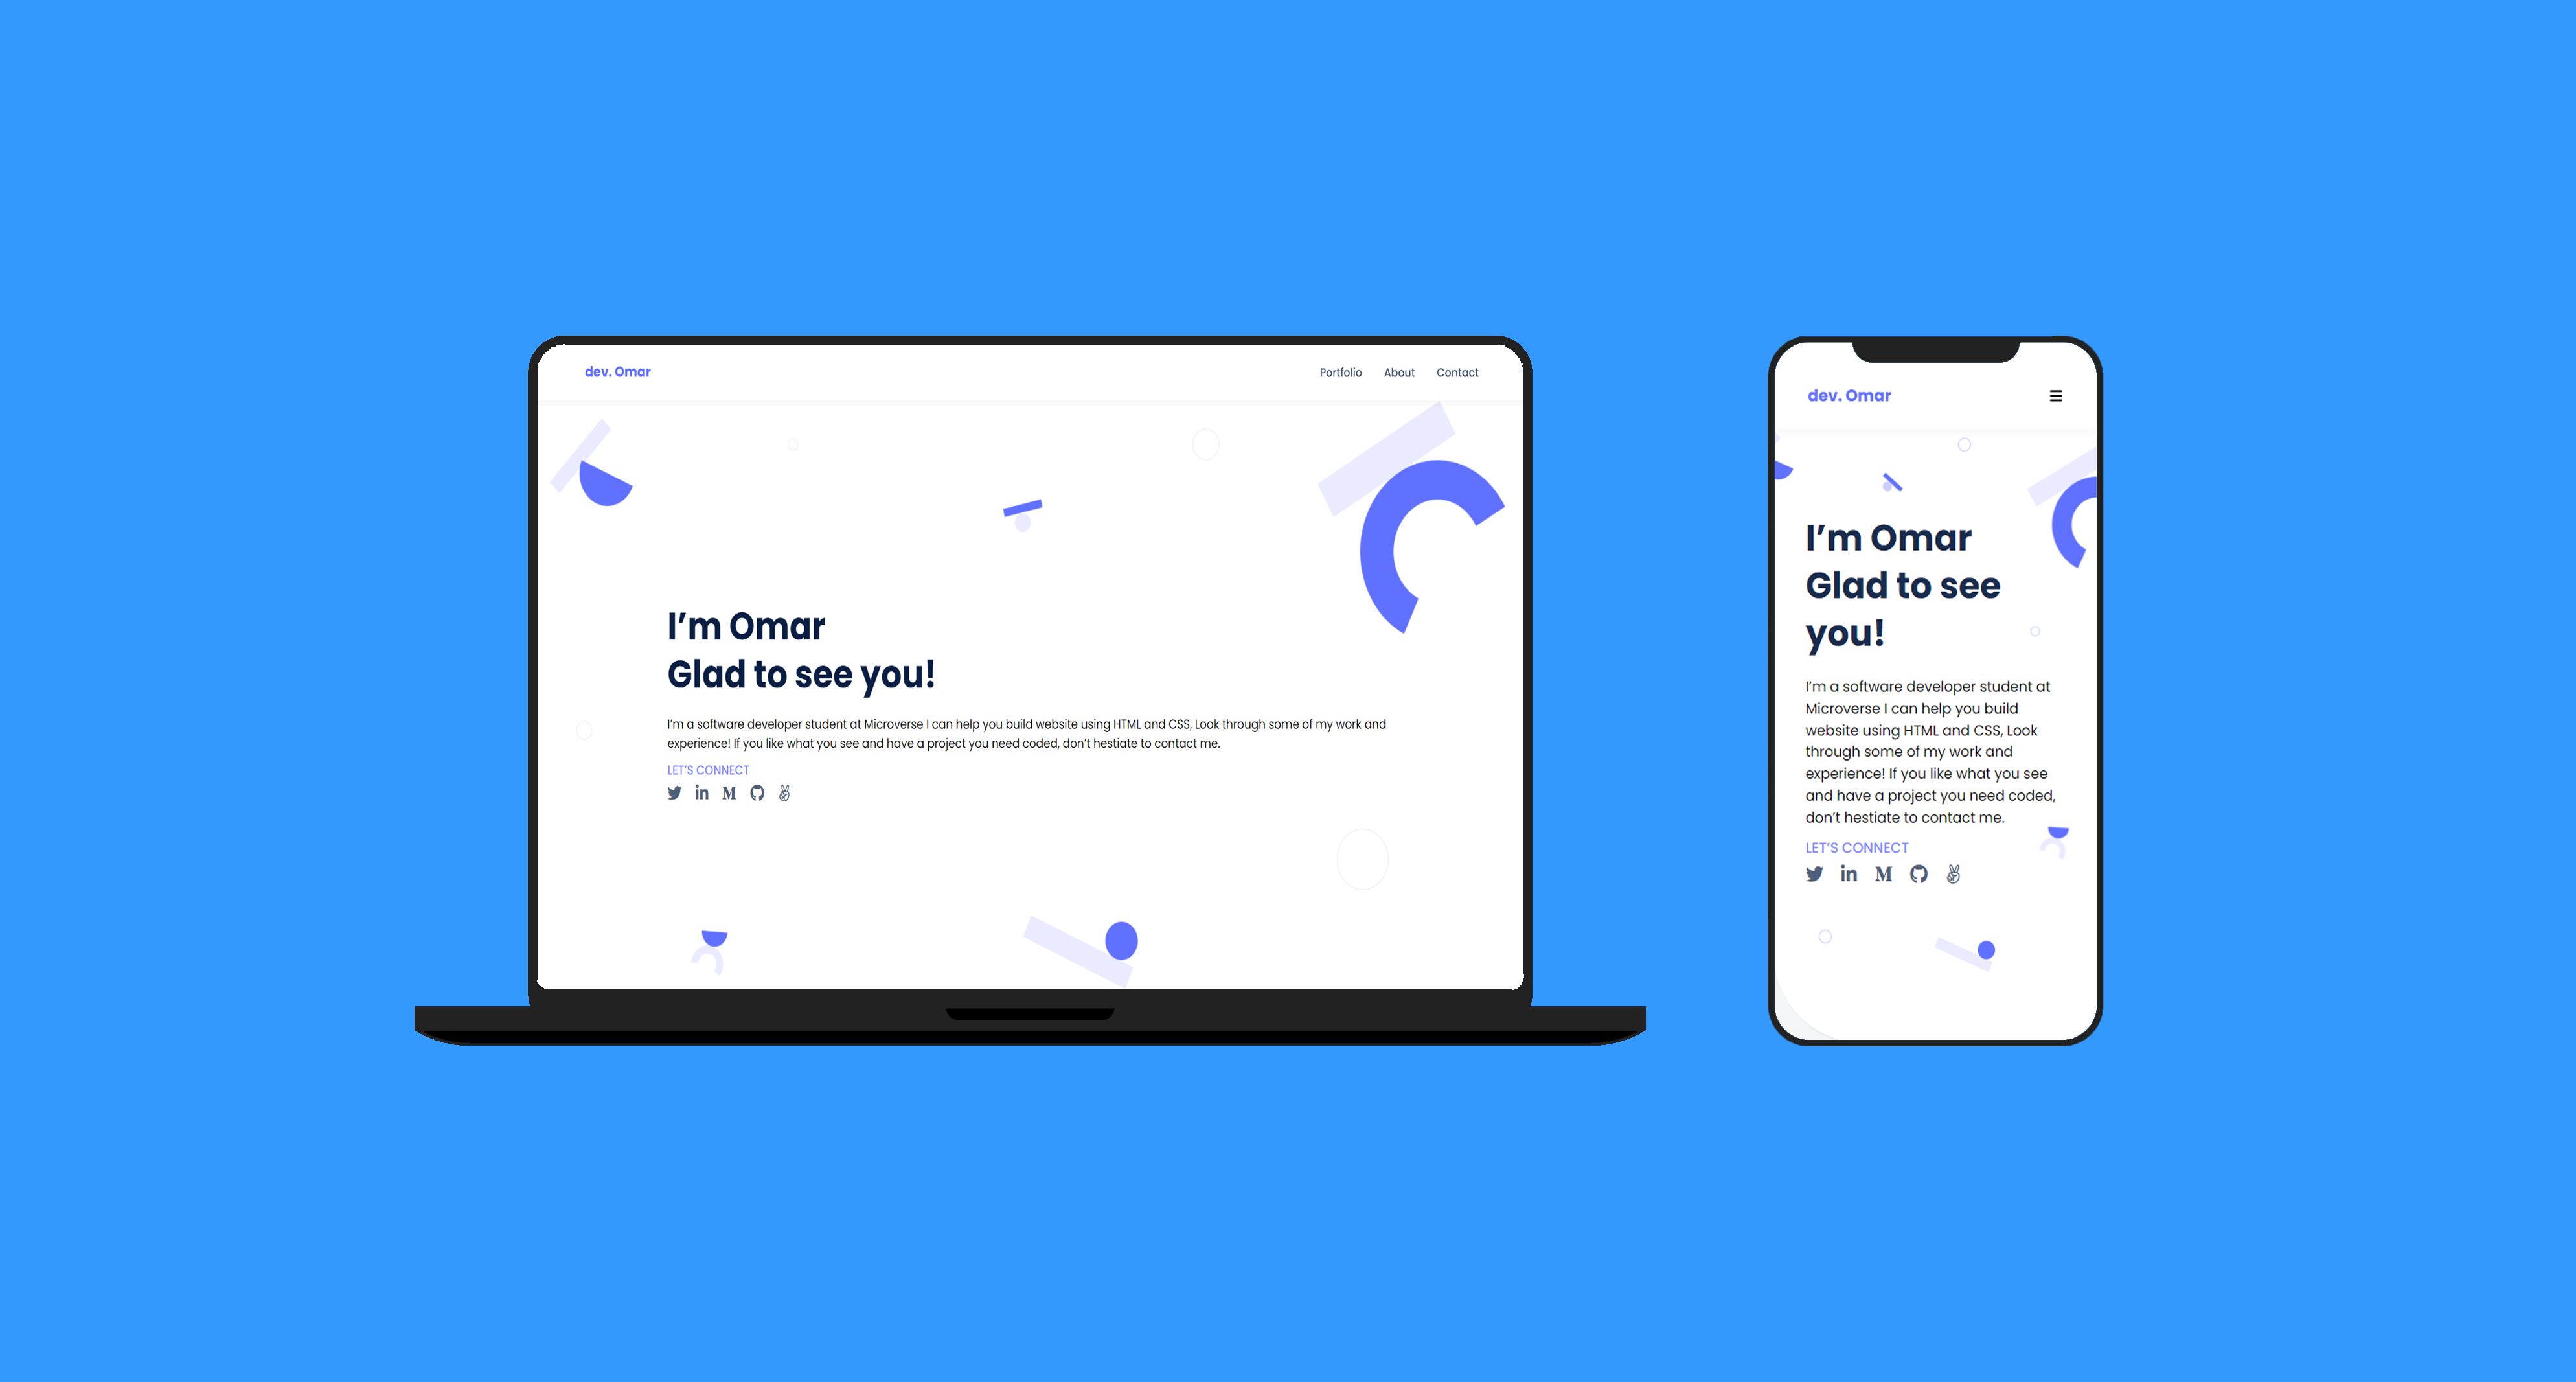 dev. Omar
Portfolio About Contact
I'm Omar
Glad to see you!
I'm a software developer student at Microverse I can help you build website using HTML and CSS, Look through some of my work and
experience! If you like what you see and have a project you need coded, don't hestiate to contact me.
LET'S CONNECT
dev. Omar
I'm Omar
Glad to see
you!
I'm a software developer student at
Microverse I can help you build
website using HTML and CSS, Look
through some of my work and
experience! If you like what you see
and have a project you need coded,
don't hestiate to contact me.
LET'S CONNECT